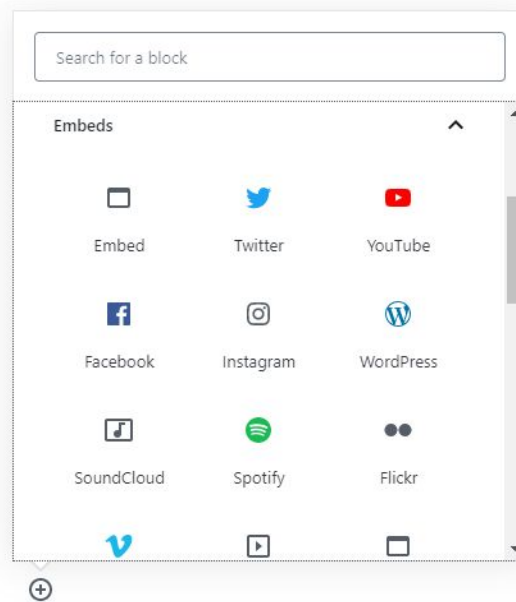 Search for a block
Embeds
Embed Twitter YouTube
Facebook Instagram WordPress
SoundCloud Spotify Flickr